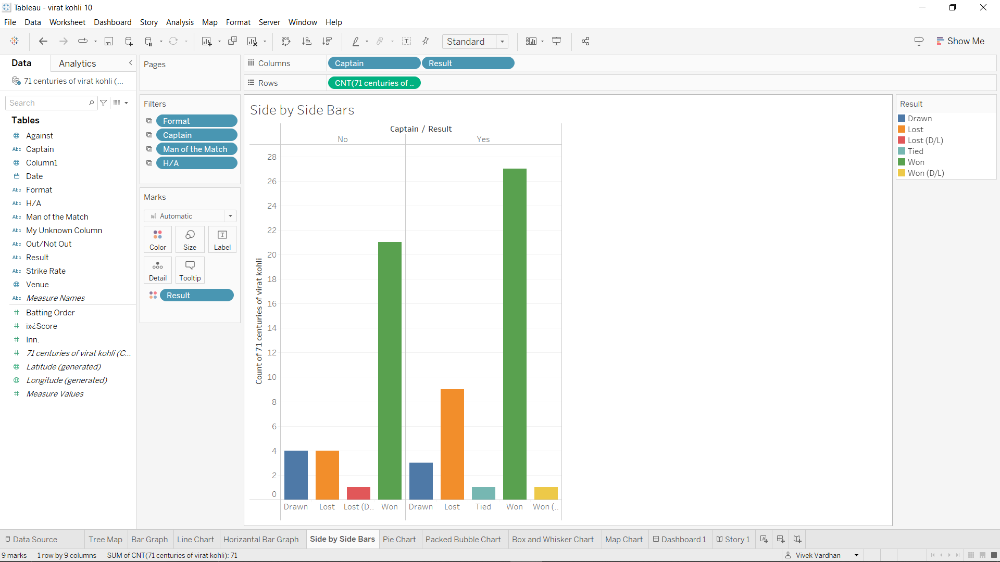 Tableau - virat kohli 10
File Data Worksheet Dashboard Story Analysis Map Format Server Window Help
Standard
Show Me
Data Analytics
71 centuries of virat kohli (...
Search
Tables
Against
Abc Captain
Column1
Date
Abc Format
Abc H/A
Abc Man of the Match
Abc My Unknown Column
Abc Out/Not Out
Abc Result
Abc Strike Rate
Venue
Abc Measure Names
# Batting Order
# ï»¿Score
# Inn.
# 71 centuries of virat kohli (C...
Latitude (generated)
Longitude (generated)
# Measure Values
Pages
Filters
Format
Captain
Man of the Match
H/A
Marks
Automatic
Color Size Label
Detail Tooltip
Result
Columns Captain Result
Rows CNT(71 centuries of ..
Side by Side Bars
Captain / Result
No Yes
Count of 71 centuries of virat kohli
28
26
24
22
20
18
16
14
12
10
8
6
4
2
0
Drawn Lost Lost (D.. Won Drawn Lost Tied Won Won (..
Result
Drawn
Lost
Lost (D/L)
Tied
Won
Won (D/L)
Data Source Tree Map Bar Graph Line Chart Horizantal Bar Graph Side by Side Bars Pie Chart Packed Bubble Chart Box and Whisker Chart Map Chart Dashboard 1 Story 1
9 marks 1 row by 9 columns SUM of CNT(71 centuries of virat kohli): 71 Vivek Vardhan